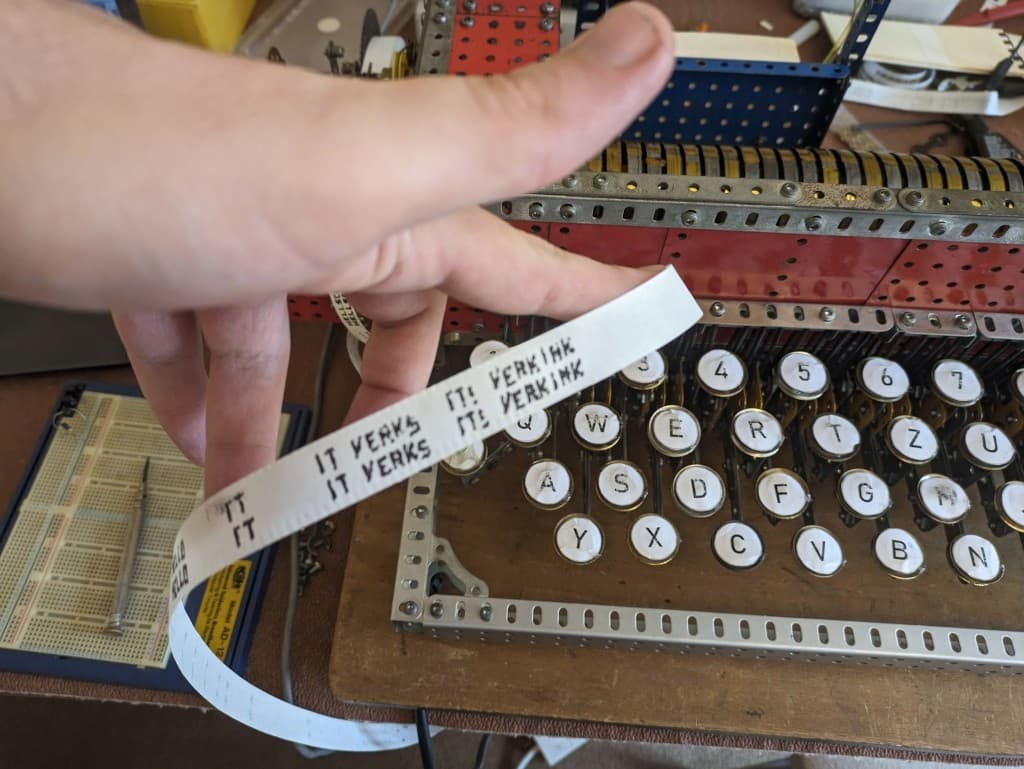 IT IT VERKS IT! VERKINK
IT IT VERKS IT! VERKINK
3 4 5 6 7
Q W E R T Z U
A S D F G H
Y X C V B N